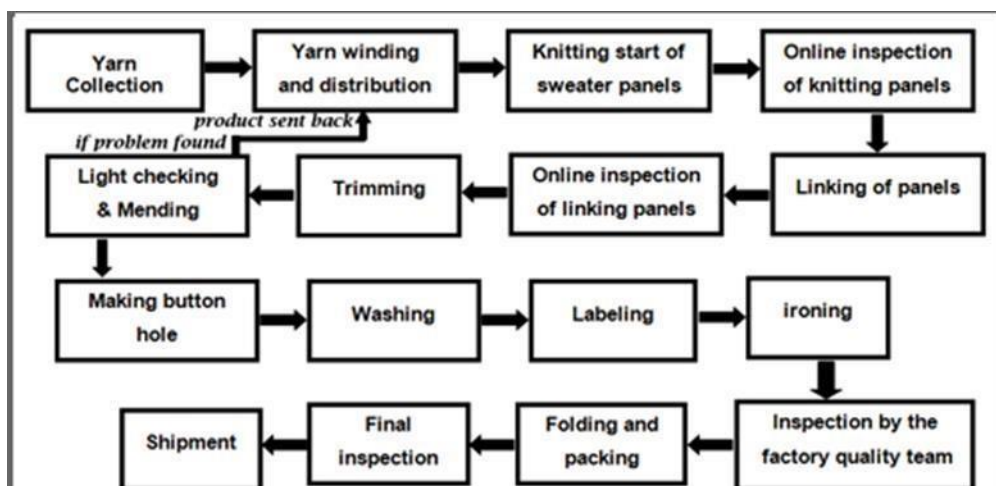 Yarn
Collection
Yarn winding
and distribution
Knitting start of
sweater panels
Online inspection
of knitting panels
product sent back
if problem found
Light checking
& Mending
Trimming
Online inspection
of linking panels
Linking of panels
Making button
hole
Washing
Labeling
ironing
Shipment
Final
inspection
Folding and
packing
Inspection by the
factory quality team